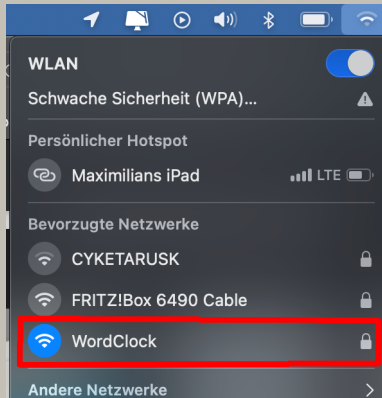 WLAN
Schwache Sicherheit (WPA)...
Persönlicher Hotspot
Maximilians iPad LTE
Bevorzugte Netzwerke
CYKETARUSK
FRITZ!Box 6490 Cable
WordClock
Andere Netzwerke